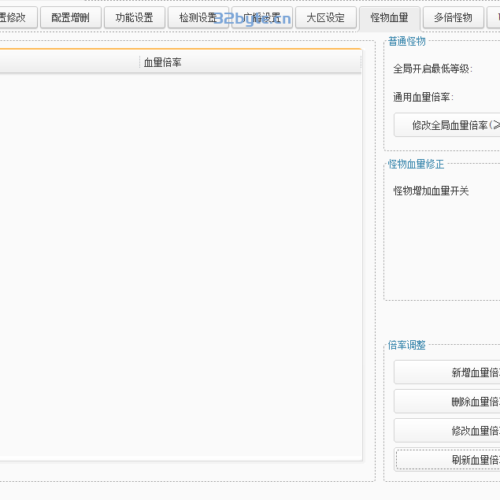 置修改 配置增删 功能设置 检测设置 广播设置 大区设定 怪物血量 多倍怪物
血量倍率
普通怪物
全局开启最低等级:
通用血量倍率:
修改全局血量倍率(≥
怪物血量修正
怪物增加血量开关
倍率调整
新增血量倍
删除血量倍
修改血量倍
刷新血量倍